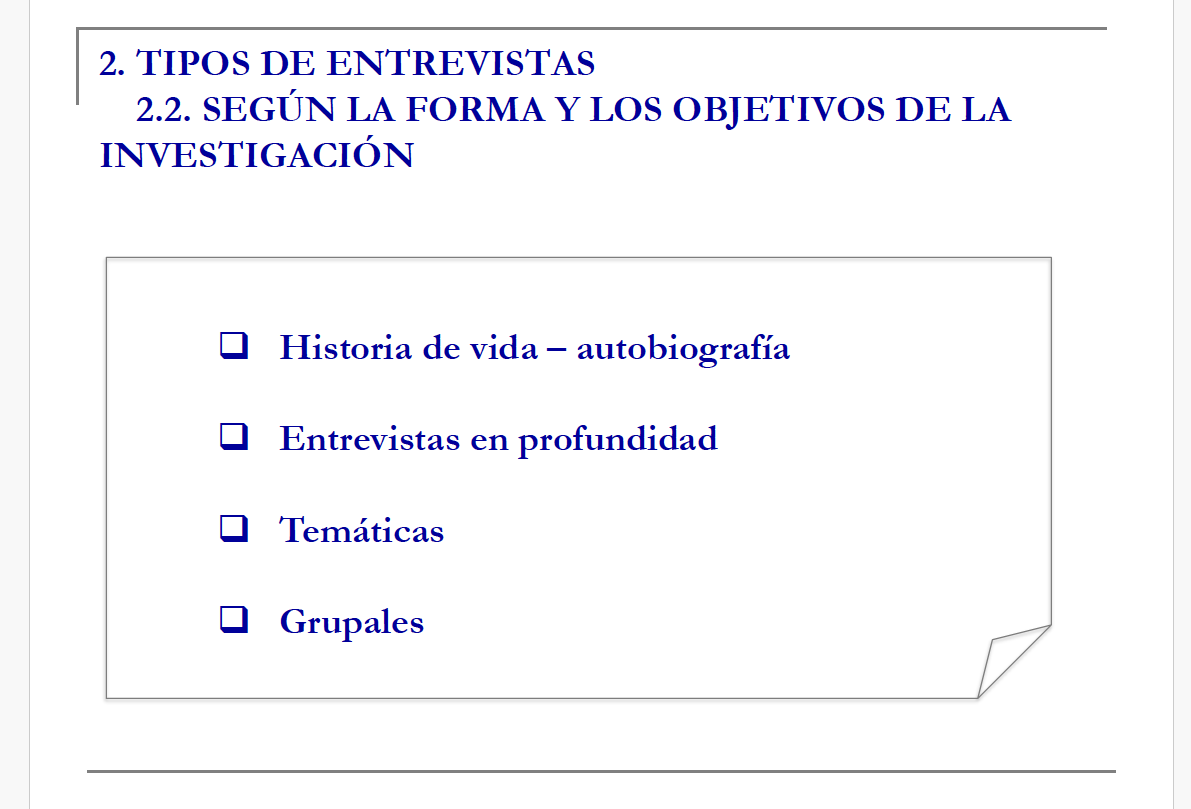 2. TIPOS DE ENTREVISTAS
2.2. SEGÚN LA FORMA Y LOS OBJETIVOS DE LA
INVESTIGACIÓN
Historia de vida – autobiografía
Entrevistas en profundidad
Temáticas
Grupales